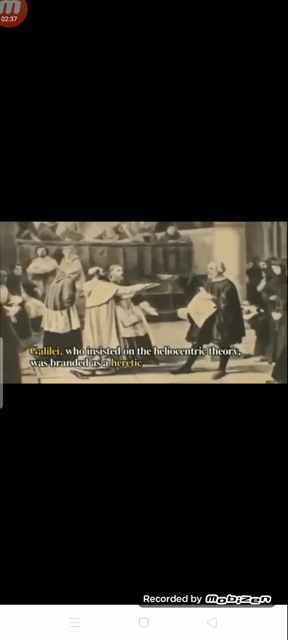 02:37
Galilei, who insisted on the heliocentric theory,
was branded as a heretic
Recorded by mobizen